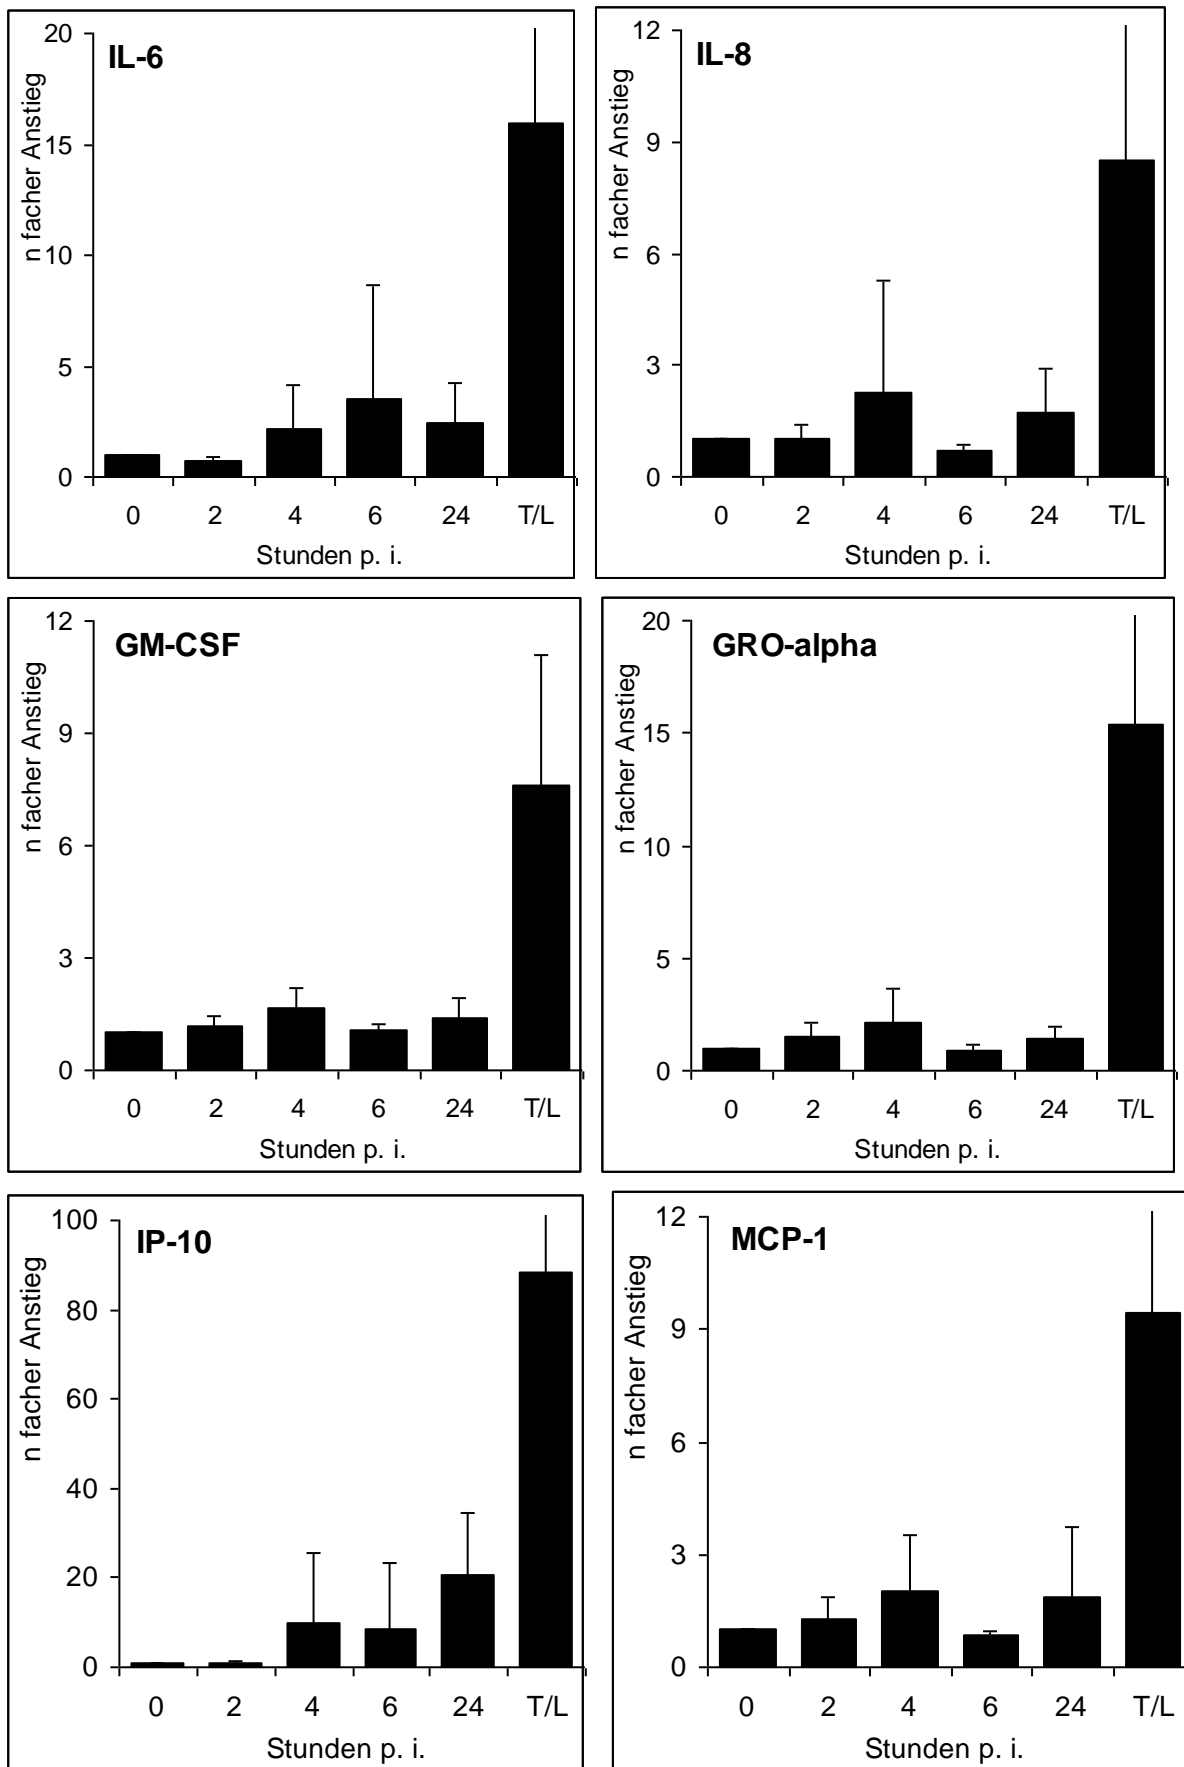 IL-6
n facher Anstieg
20
15
10
5
0
0 2 4 6 24 T/L
Stunden p. i.
IL-8
n facher Anstieg
12
9
6
3
0
0 2 4 6 24 T/L
Stunden p. i.
GM-CSF
n facher Anstieg
12
9
6
3
0
0 2 4 6 24 T/L
Stunden p. i.
GRO-alpha
n facher Anstieg
20
15
10
5
0
0 2 4 6 24 T/L
Stunden p. i.
IP-10
n facher Anstieg
100
80
60
40
20
0
0 2 4 6 24 T/L
Stunden p. i.
MCP-1
n facher Anstieg
12
9
6
3
0
0 2 4 6 24 T/L
Stunden p. i.